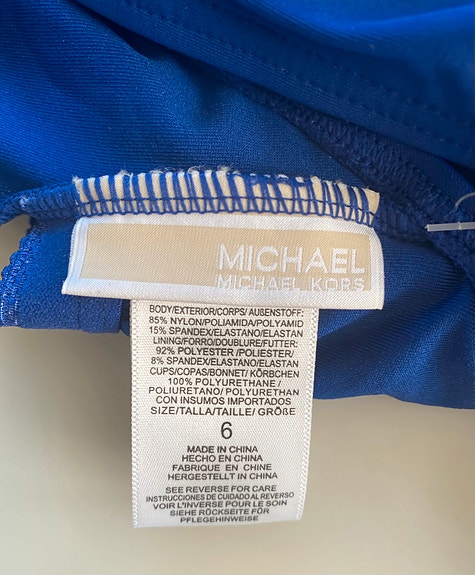 MICHAEL
MICHAEL KORS
BODY/EXTERIOR/CORPS/ AUßENSTOFF:
85% NYLON/POLIAMIDA/POLYAMID
15% SPANDEX/ELASTANO/ELASTAN
LINING/FORRO/DOUBLURE/FUTTER:
92% POLYESTER /POLIESTER/
8% SPANDEX/ELASTANO/ELASTAN
CUPS/COPAS/BONNET/ KÖRBCHEN
100% POLYURETHANE /
POLIURETANO/ POLYURETHAN
CON INSUMOS IMPORTADOS
SIZE/TALLA/TAILLE/ GRÖßE
6
MADE IN CHINA
HECHO EN CHINA
FABRIQUE EN CHINE
HERGESTELLT IN CHINA
SEE REVERSE FOR CARE
INSTRUCCIONES DE CUIDADO AL REVERSO
VOIR L'INVERSE POUR LE SOIN
SIEHE RÜCKSEITE FÜR
PFLEGEHINWEISE